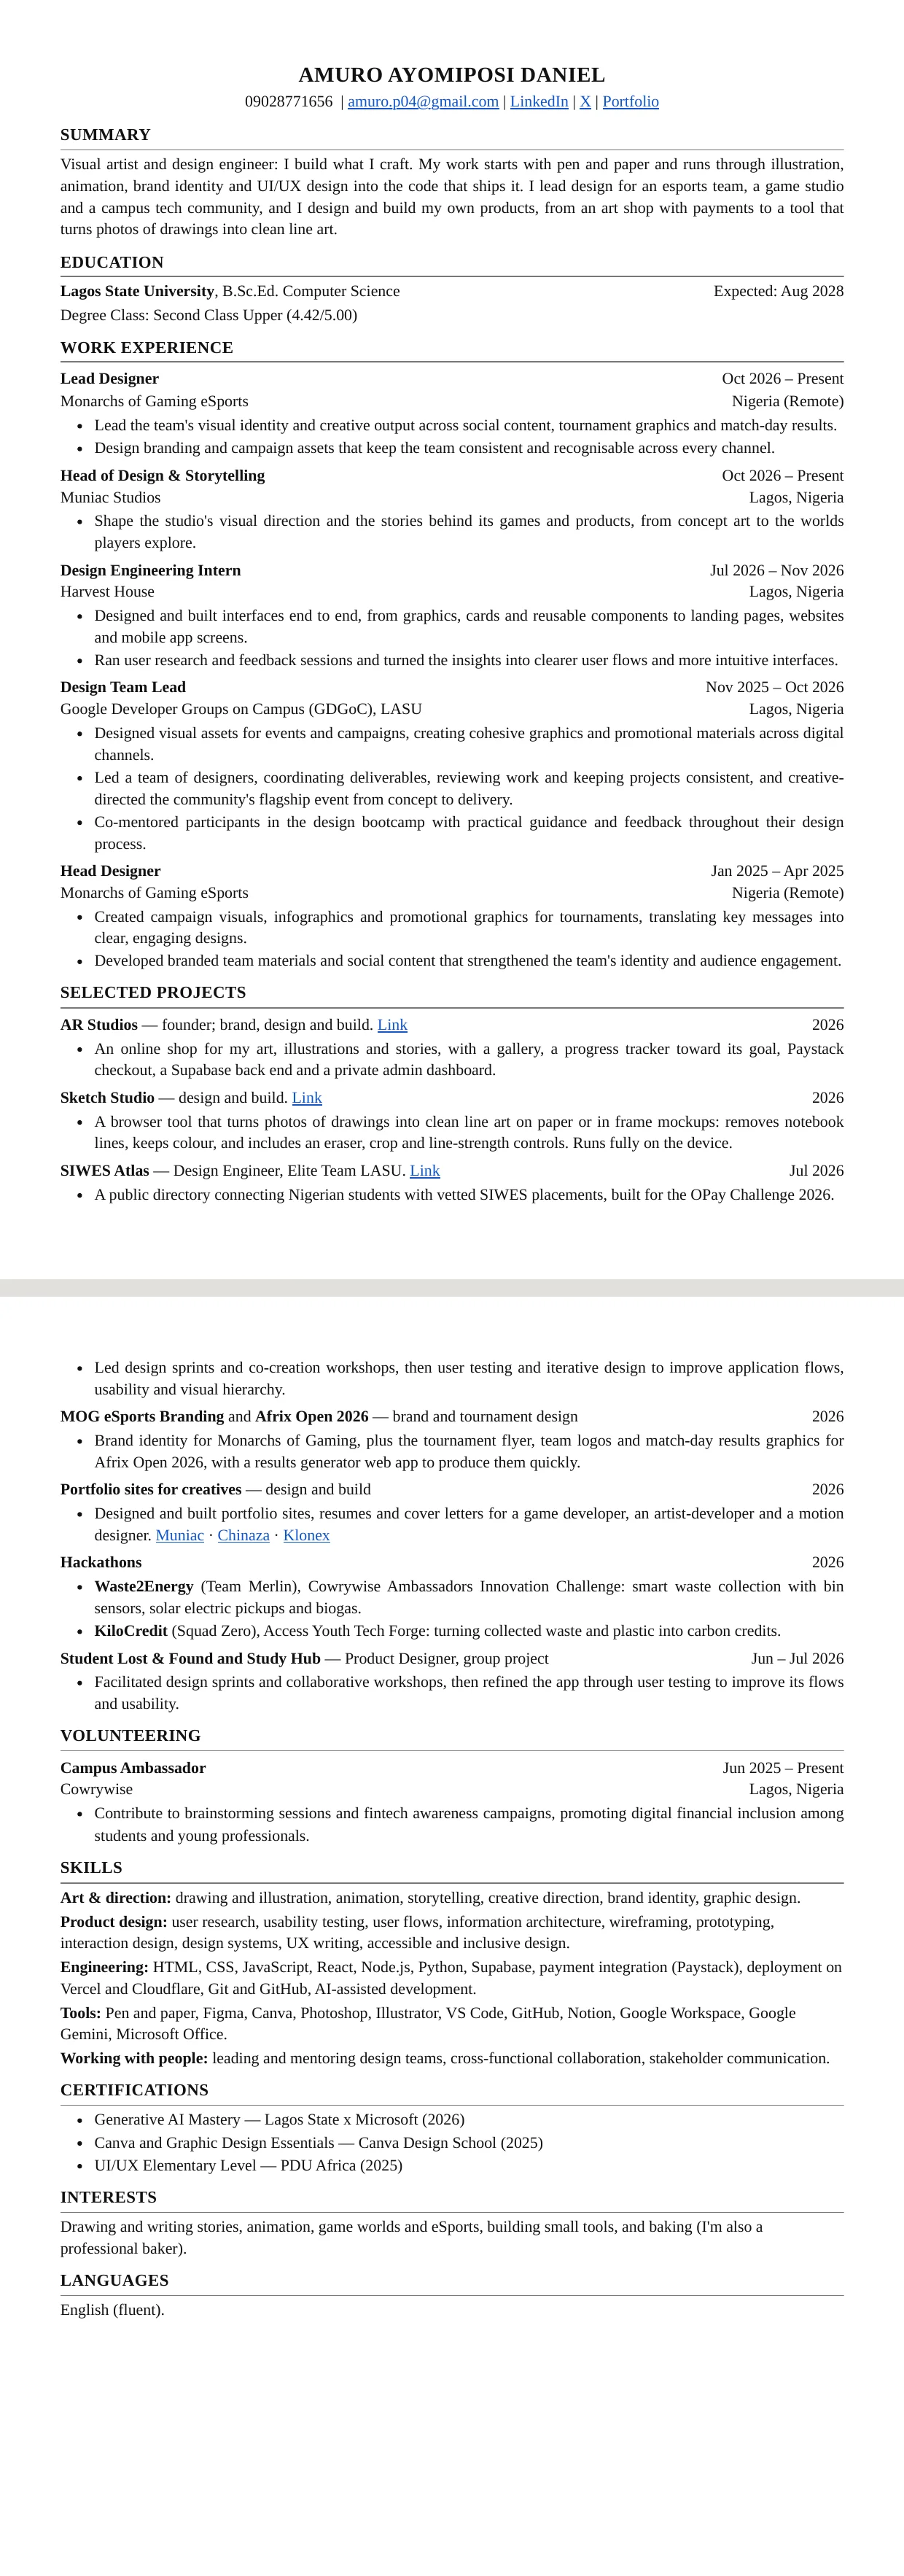 AMURO AYOMIPOSI DANIEL
09028771656 | amuro.p04@gmail.com | LinkedIn | X | Portfolio
SUMMARY
Visual artist and design engineer: I build what I craft. My work starts with pen and paper and runs through illustration,
animation, brand identity and UI/UX design into the code that ships it. I lead design for an esports team, a game studio
and a campus tech community, and I design and build my own products, from an art shop with payments to a tool that
turns photos of drawings into clean line art.
EDUCATION
Lagos State University, B.Sc.Ed. Computer Science Expected: Aug 2028
Degree Class: Second Class Upper (4.42/5.00)
WORK EXPERIENCE
Lead Designer Oct 2026 – Present
Monarchs of Gaming eSports Nigeria (Remote)
• Lead the team's visual identity and creative output across social content, tournament graphics and match-day results.
• Design branding and campaign assets that keep the team consistent and recognisable across every channel.
Head of Design & Storytelling Oct 2026 – Present
Muniac Studios Lagos, Nigeria
• Shape the studio's visual direction and the stories behind its games and products, from concept art to the worlds
players explore.
Design Engineering Intern Jul 2026 – Nov 2026
Harvest House Lagos, Nigeria
• Designed and built interfaces end to end, from graphics, cards and reusable components to landing pages, websites
and mobile app screens.
• Ran user research and feedback sessions and turned the insights into clearer user flows and more intuitive interfaces.
Design Team Lead Nov 2025 – Oct 2026
Google Developer Groups on Campus (GDGoC), LASU Lagos, Nigeria
• Designed visual assets for events and campaigns, creating cohesive graphics and promotional materials across digital
channels.
• Led a team of designers, coordinating deliverables, reviewing work and keeping projects consistent, and creative-
directed the community's flagship event from concept to delivery.
• Co-mentored participants in the design bootcamp with practical guidance and feedback throughout their design
process.
Head Designer Jan 2025 – Apr 2025
Monarchs of Gaming eSports Nigeria (Remote)
• Created campaign visuals, infographics and promotional graphics for tournaments, translating key messages into
clear, engaging designs.
• Developed branded team materials and social content that strengthened the team's identity and audience engagement.
SELECTED PROJECTS
AR Studios — founder; brand, design and build. Link 2026
• An online shop for my art, illustrations and stories, with a gallery, a progress tracker toward its goal, Paystack
checkout, a Supabase back end and a private admin dashboard.
Sketch Studio — design and build. Link 2026
• A browser tool that turns photos of drawings into clean line art on paper or in frame mockups: removes notebook
lines, keeps colour, and includes an eraser, crop and line-strength controls. Runs fully on the device.
SIWES Atlas — Design Engineer, Elite Team LASU. Link Jul 2026
• A public directory connecting Nigerian students with vetted SIWES placements, built for the OPay Challenge 2026.
• Led design sprints and co-creation workshops, then user testing and iterative design to improve application flows,
usability and visual hierarchy.
MOG eSports Branding and Afrix Open 2026 — brand and tournament design 2026
• Brand identity for Monarchs of Gaming, plus the tournament flyer, team logos and match-day results graphics for
Afrix Open 2026, with a results generator web app to produce them quickly.
Portfolio sites for creatives — design and build 2026
• Designed and built portfolio sites, resumes and cover letters for a game developer, an artist-developer and a motion
designer. Muniac · Chinaza · Klonex
Hackathons 2026
• Waste2Energy (Team Merlin), Cowrywise Ambassadors Innovation Challenge: smart waste collection with bin
sensors, solar electric pickups and biogas.
• KiloCredit (Squad Zero), Access Youth Tech Forge: turning collected waste and plastic into carbon credits.
Student Lost & Found and Study Hub — Product Designer, group project Jun – Jul 2026
• Facilitated design sprints and collaborative workshops, then refined the app through user testing to improve its flows
and usability.
VOLUNTEERING
Campus Ambassador Jun 2025 – Present
Cowrywise Lagos, Nigeria
• Contribute to brainstorming sessions and fintech awareness campaigns, promoting digital financial inclusion among
students and young professionals.
SKILLS
Art & direction: drawing and illustration, animation, storytelling, creative direction, brand identity, graphic design.
Product design: user research, usability testing, user flows, information architecture, wireframing, prototyping,
interaction design, design systems, UX writing, accessible and inclusive design.
Engineering: HTML, CSS, JavaScript, React, Node.js, Python, Supabase, payment integration (Paystack), deployment on
Vercel and Cloudflare, Git and GitHub, AI-assisted development.
Tools: Pen and paper, Figma, Canva, Photoshop, Illustrator, VS Code, GitHub, Notion, Google Workspace, Google
Gemini, Microsoft Office.
Working with people: leading and mentoring design teams, cross-functional collaboration, stakeholder communication.
CERTIFICATIONS
• Generative AI Mastery — Lagos State x Microsoft (2026)
• Canva and Graphic Design Essentials — Canva Design School (2025)
• UI/UX Elementary Level — PDU Africa (2025)
INTERESTS
Drawing and writing stories, animation, game worlds and eSports, building small tools, and baking (I'm also a
professional baker).
LANGUAGES
English (fluent).